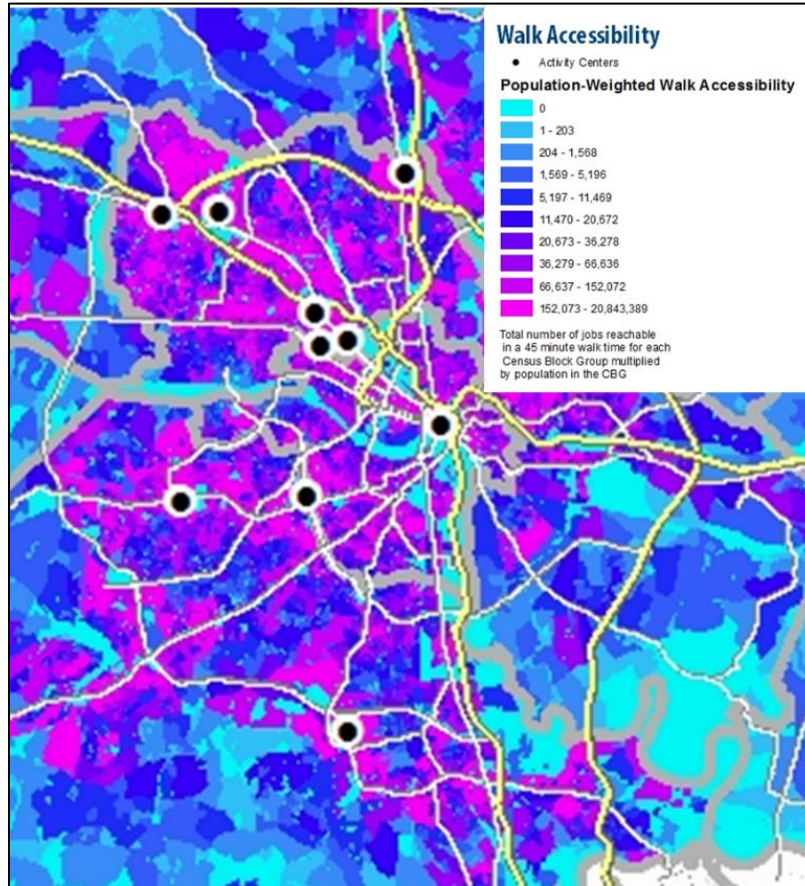 Walk Accessibility
Activity Centers
Population-Weighted Walk Accessibility
0
1 - 203
204 - 1,568
1,569 - 5,196
5,197 - 11,469
11,470 - 20,672
20,673 - 36,278
36,279 - 66,636
66,637 - 152,072
152,073 - 20,843,389
Total number of jobs reachable
in a 45 minute walk time for each
Census Block Group multiplied
by population in the CBG